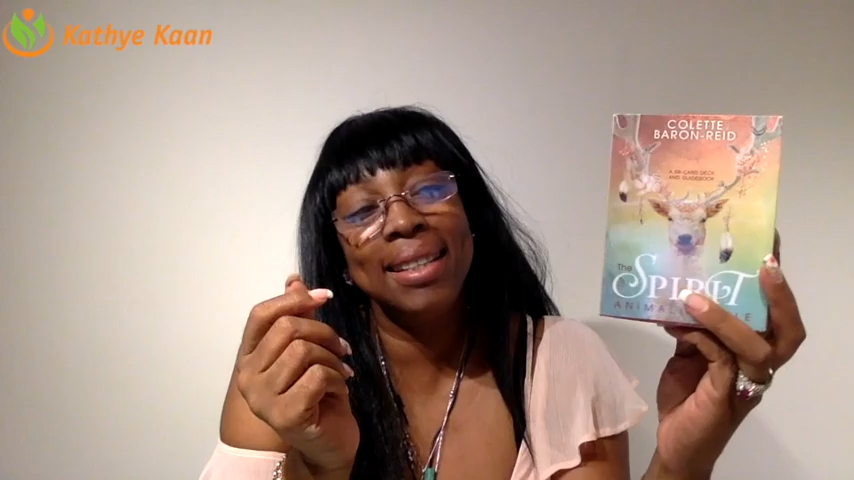 Kathye Kaan
COLETTE
BARON-REID
A 68-CARD DECK
AND GUIDEBOOK
The
SPIRIT